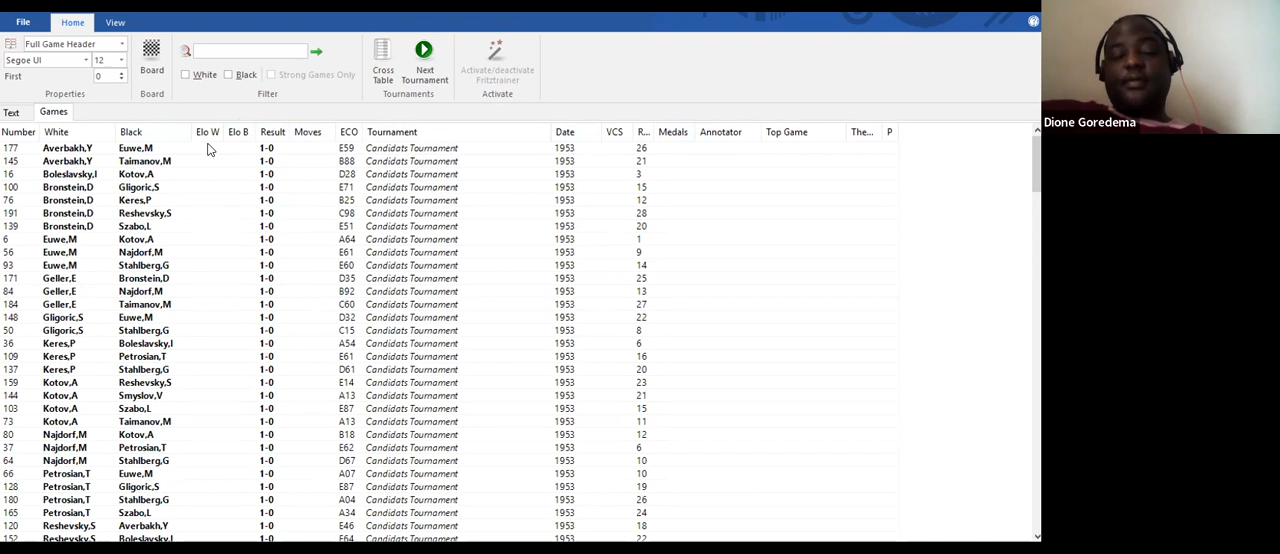 File Home View
Full Game Header
Segoe UI 12
First 0
Properties
Board
Board
White Black Strong Games Only
Filter
Cross Table
Next Tournament
Tournaments
Activate/deactivate Fritztrainer
Activate
Dione Goredema
Text Games
Number White Black Elo W Elo B Result Moves ECO Tournament Date VCS R... Medals Annotator Top Game The... P
177 Averbakh,Y Euwe,M 1-0 E59 Candidats Tournament 1953 26
145 Averbakh,Y Taimanov,M 1-0 B88 Candidats Tournament 1953 21
16 Boleslavsky,I Kotov,A 1-0 D28 Candidats Tournament 1953 3
100 Bronstein,D Gligoric,S 1-0 E71 Candidats Tournament 1953 15
76 Bronstein,D Keres,P 1-0 B25 Candidats Tournament 1953 12
191 Bronstein,D Reshevsky,S 1-0 C98 Candidats Tournament 1953 28
139 Bronstein,D Szabo,L 1-0 E51 Candidats Tournament 1953 20
6 Euwe,M Kotov,A 1-0 A64 Candidats Tournament 1953 1
56 Euwe,M Najdorf,M 1-0 E61 Candidats Tournament 1953 9
93 Euwe,M Stahlberg,G 1-0 E60 Candidats Tournament 1953 14
171 Geller,E Bronstein,D 1-0 D35 Candidats Tournament 1953 25
84 Geller,E Najdorf,M 1-0 B92 Candidats Tournament 1953 13
184 Geller,E Taimanov,M 1-0 C60 Candidats Tournament 1953 27
148 Gligoric,S Euwe,M 1-0 D32 Candidats Tournament 1953 22
50 Gligoric,S Stahlberg,G 1-0 C15 Candidats Tournament 1953 8
36 Keres,P Boleslavsky,I 1-0 A54 Candidats Tournament 1953 6
109 Keres,P Petrosian,T 1-0 E61 Candidats Tournament 1953 16
137 Keres,P Stahlberg,G 1-0 D61 Candidats Tournament 1953 20
159 Kotov,A Reshevsky,S 1-0 E14 Candidats Tournament 1953 23
144 Kotov,A Smyslov,V 1-0 A13 Candidats Tournament 1953 21
103 Kotov,A Szabo,L 1-0 E87 Candidats Tournament 1953 15
73 Kotov,A Taimanov,M 1-0 A13 Candidats Tournament 1953 11
80 Najdorf,M Kotov,A 1-0 B18 Candidats Tournament 1953 12
37 Najdorf,M Petrosian,T 1-0 E62 Candidats Tournament 1953 6
64 Najdorf,M Stahlberg,G 1-0 D67 Candidats Tournament 1953 10
66 Petrosian,T Euwe,M 1-0 A07 Candidats Tournament 1953 10
128 Petrosian,T Gligoric,S 1-0 E63 Candidats Tournament 1953 19
180 Petrosian,T Stahlberg,G 1-0 A04 Candidats Tournament 1953 26
165 Petrosian,T Szabo,L 1-0 A34 Candidats Tournament 1953 24
120 Reshevsky,S Averbakh,Y 1-0 E46 Candidats Tournament 1953 18
152 Reshevsky,S Boleslavsky,I 1-0 E64 Candidats Tournament 1953 22